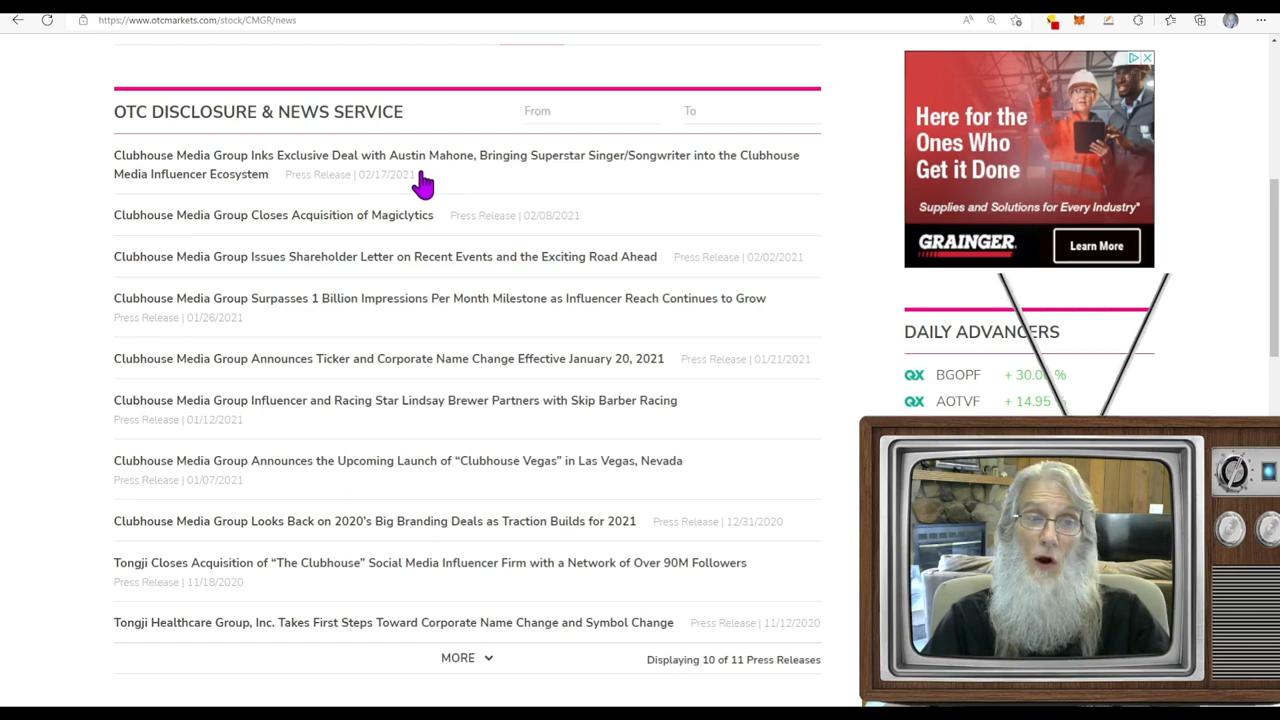 https://www.otcmarkets.com/stock/CMGR/news
OTC DISCLOSURE & NEWS SERVICE
From
To
Clubhouse Media Group Inks Exclusive Deal with Austin Mahone, Bringing Superstar Singer/Songwriter into the Clubhouse
Media Influencer Ecosystem Press Release | 02/17/2021
Clubhouse Media Group Closes Acquisition of Magiclytics Press Release | 02/08/2021
Clubhouse Media Group Issues Shareholder Letter on Recent Events and the Exciting Road Ahead Press Release | 02/02/2021
Clubhouse Media Group Surpasses 1 Billion Impressions Per Month Milestone as Influencer Reach Continues to Grow
Press Release | 01/26/2021
Clubhouse Media Group Announces Ticker and Corporate Name Change Effective January 20, 2021 Press Release | 01/21/2021
Clubhouse Media Group Influencer and Racing Star Lindsay Brewer Partners with Skip Barber Racing
Press Release | 01/12/2021
Clubhouse Media Group Announces the Upcoming Launch of “Clubhouse Vegas” in Las Vegas, Nevada
Press Release | 01/07/2021
Clubhouse Media Group Looks Back on 2020’s Big Branding Deals as Traction Builds for 2021 Press Release | 12/31/2020
Tongji Closes Acquisition of “The Clubhouse” Social Media Influencer Firm with a Network of Over 90M Followers
Press Release | 11/18/2020
Tongji Healthcare Group, Inc. Takes First Steps Toward Corporate Name Change and Symbol Change Press Release | 11/12/2020
MORE
Displaying 10 of 11 Press Releases
Here for the
Ones Who
Get it Done
Supplies and Solutions for Every Industry*
GRAINGER
Learn More
DAILY ADVANCERS
QX BGOPF + 30.00 %
QX AOTVF + 14.95 %